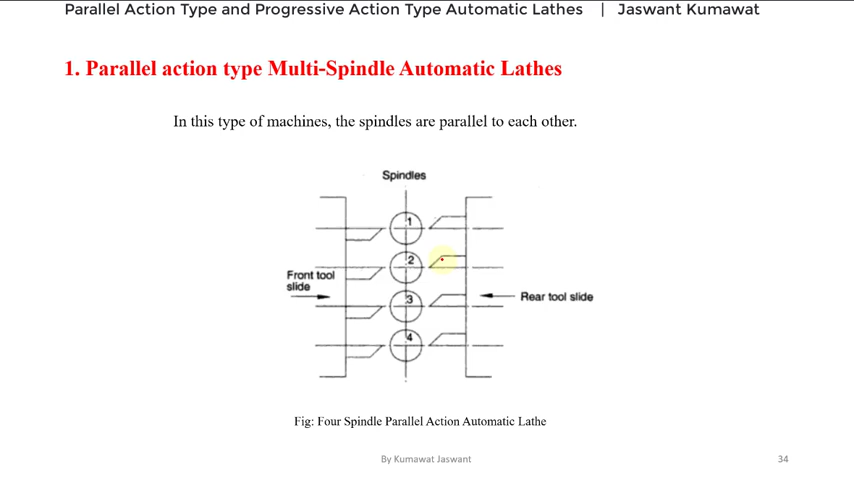 Parallel Action Type and Progressive Action Type Automatic Lathes | Jaswant Kumawat
1. Parallel action type Multi-Spindle Automatic Lathes
In this type of machines, the spindles are parallel to each other.
Spindles
1
2
Front tool
slide
3
Rear tool slide
4
Fig: Four Spindle Parallel Action Automatic Lathe
By Kumawat Jaswant
34